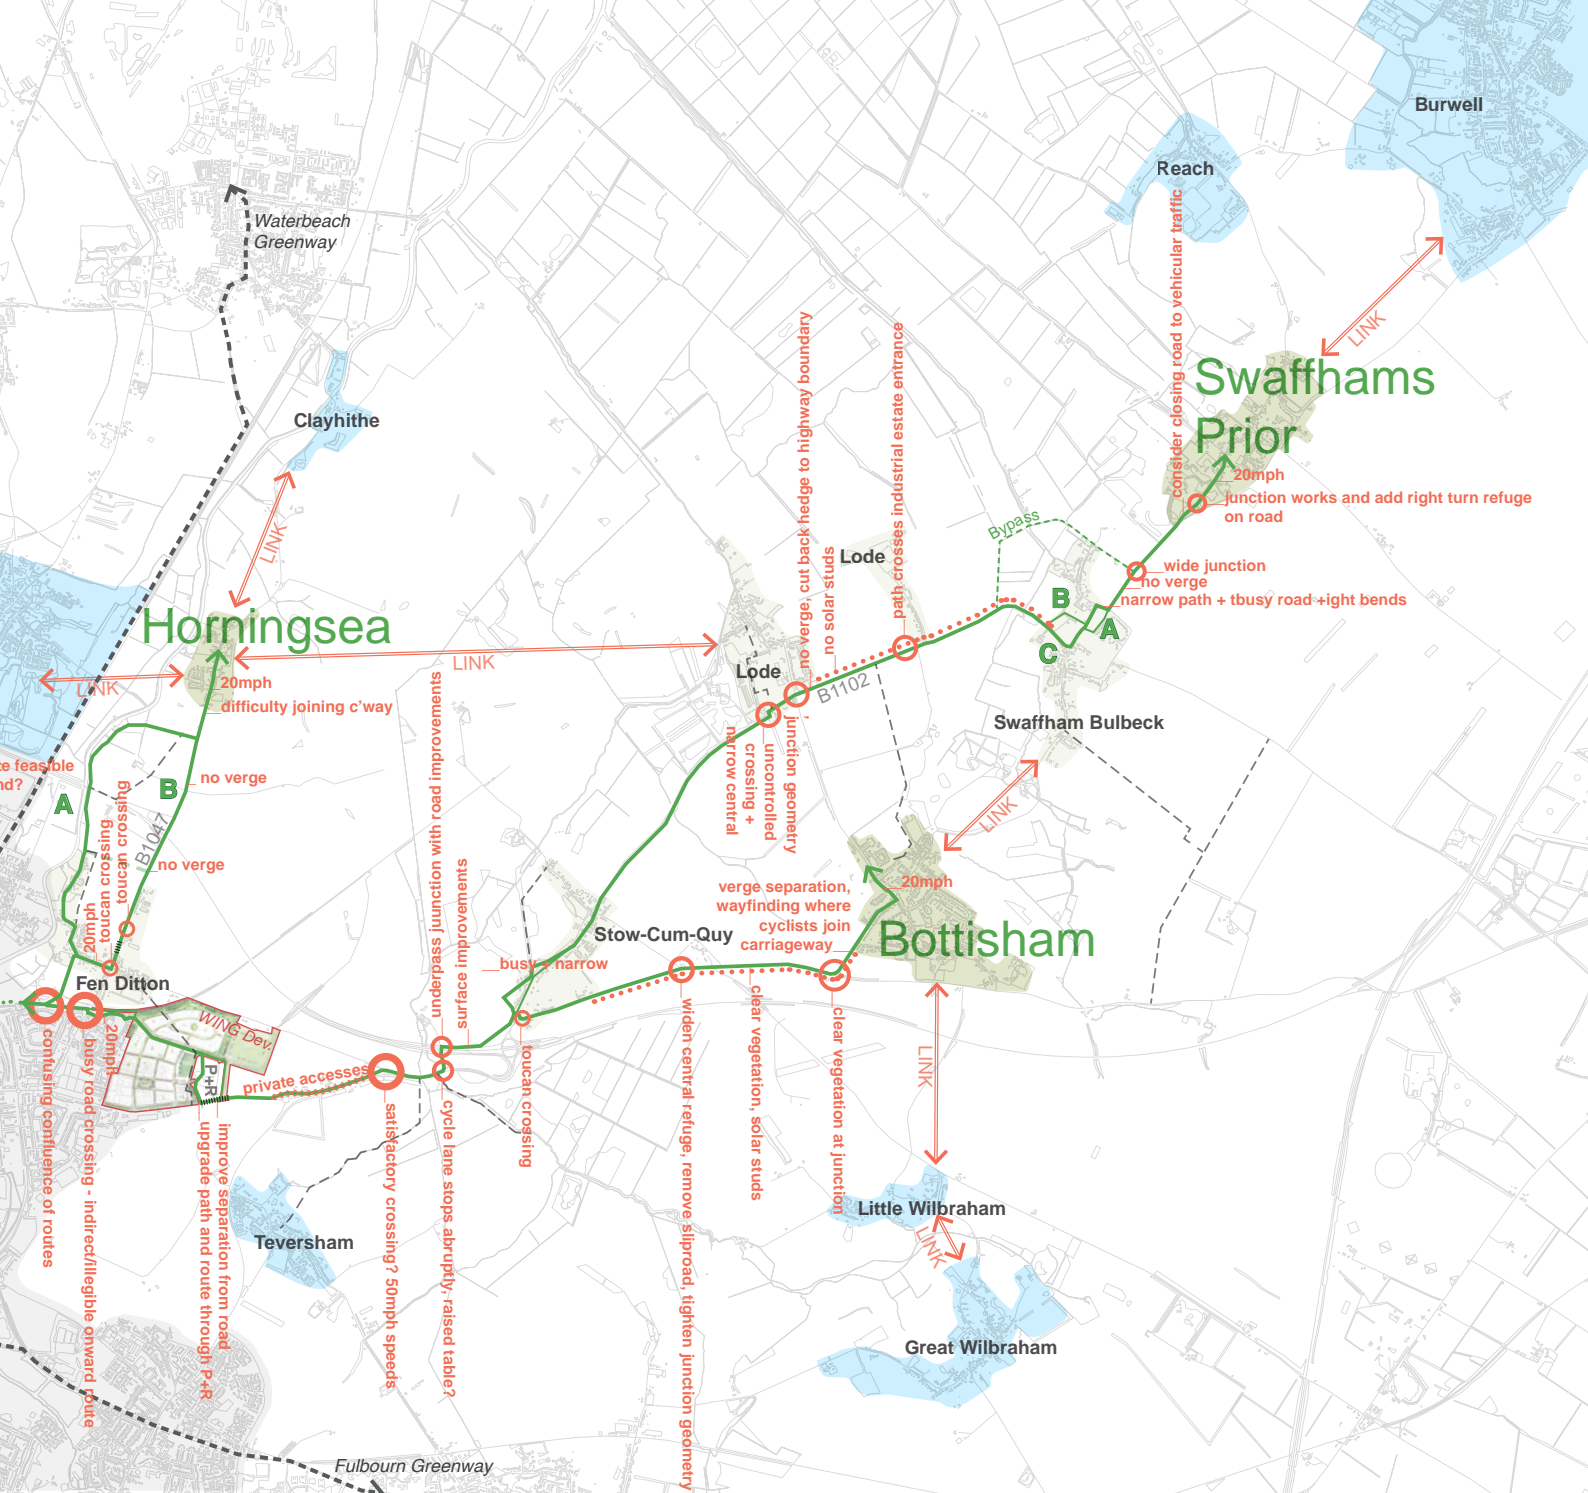 Burwell
Reach
consider closing road to vehicular traffic
LINK
Waterbeach
Greenway
Swaffhams
Prior
20mph
junction works and add right turn refuge
on road
Clayhithe
LINK
no verge, cut back hedge to highway boundary
no solar studs
path crosses industrial estate entrance
Lode
Bypass
wide junction
no verge
narrow path + tbusy road +ight bends
B
A
C
Horningsea
LINK
LINK
20mph
difficulty joining c'way
Lode
B1102
Swaffham Bulbeck
junction geometry
uncontrolled
crossing +
narrow central
te feasible
nd?
A
B
no verge
B1047
no verge
toucan crossing
toucan crossing
20mph
underpass juunction with road improvements
surface improvements
LINK
20mph
verge separation,
wayfinding where
cyclists join
carriageway
Bottisham
Stow-Cum-Quy
busy + narrow
Fen Ditton
WING Dev.
P+R
private accesses
20mph
confusing confluence of routes
busy road crossing - indirect/illegible onward route
improve separation from road
upgrade path and route through P+R
satisfactory crossing? 50mph speeds
cycle lane stops abruptly, raised table?
toucan crossing
widen central refuge, remove sliproad, tighten junction geometry
clear vegetation, solar studs
clear vegetation at junction
LINK
Little Wilbraham
LINK
Teversham
Great Wilbraham
Fulbourn Greenway